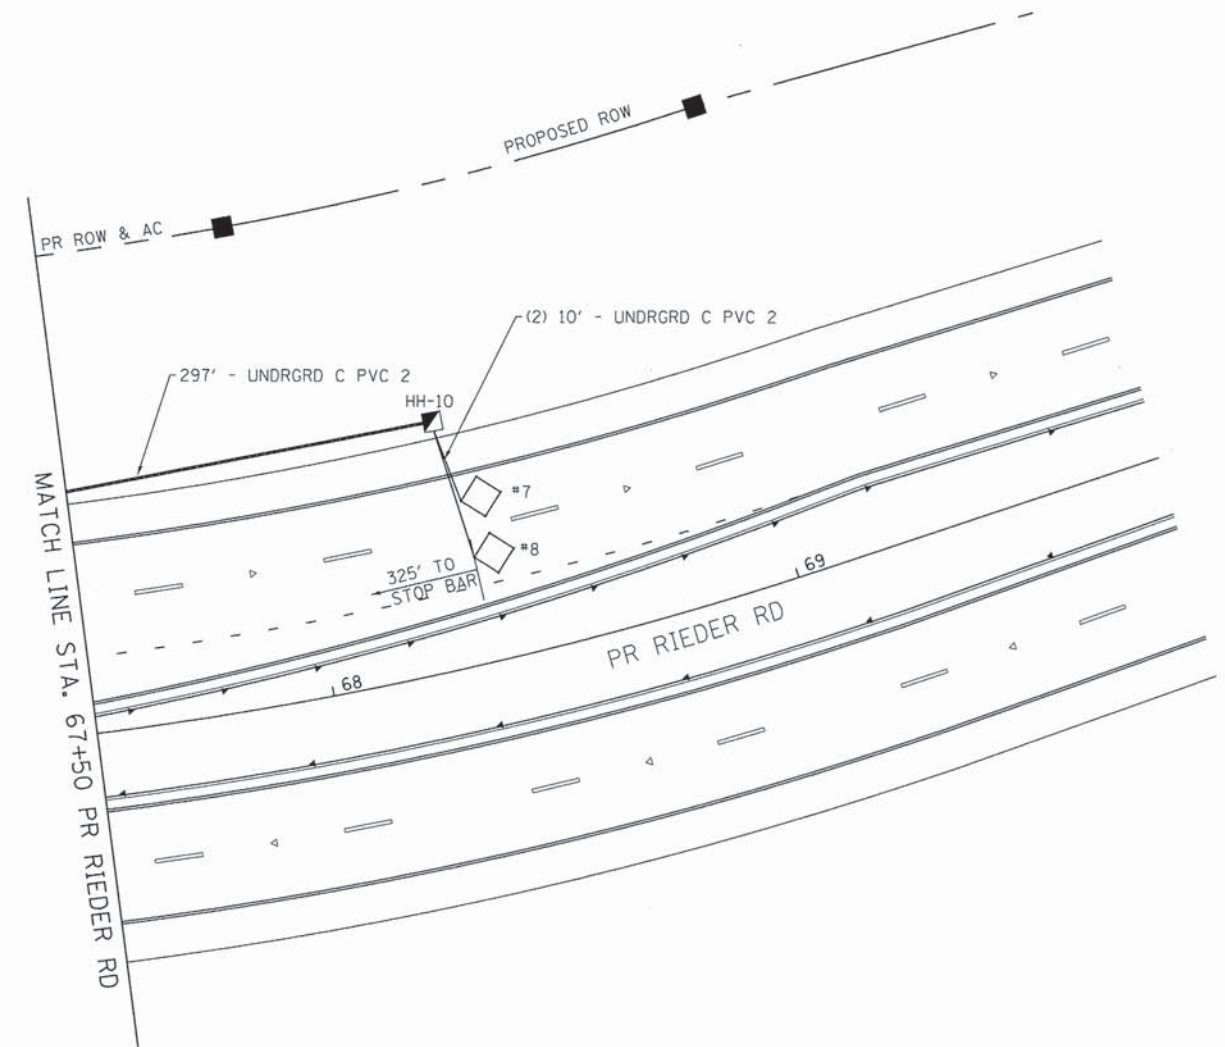 PROPOSED ROW
PR ROW & AC
(2) 10' - UNDRGRD C PVC 2
297' - UNDRGRD C PVC 2
HH-10
#7
#8
325' TO
STOP BAR
69
PR RIEDER RD
68
MATCH LINE STA. 67+50 PR RIEDER RD